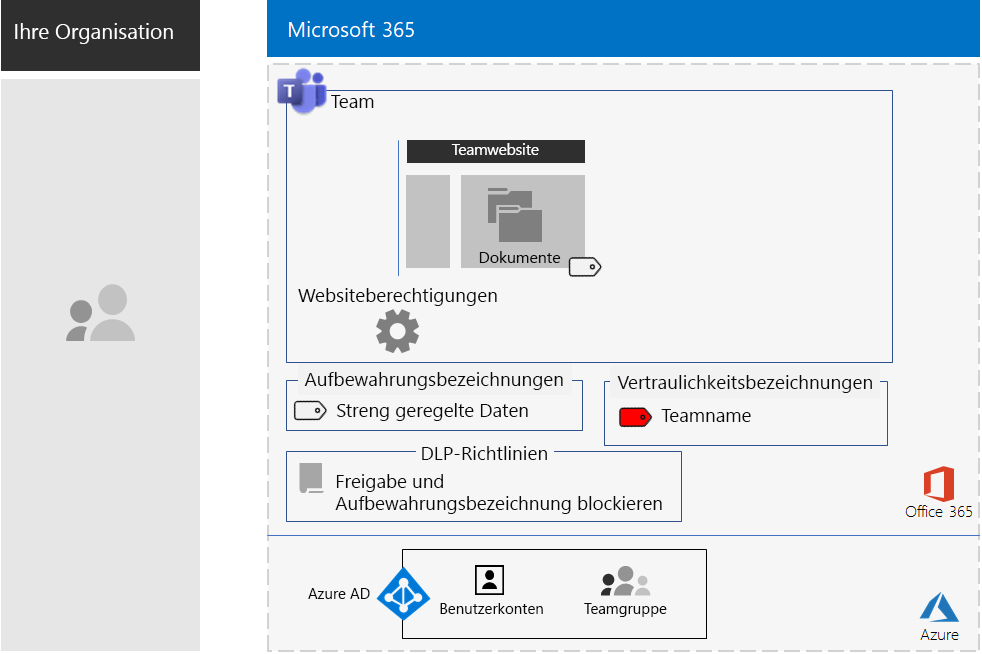 Ihre Organisation
Microsoft 365
T
Team
Teamwebsite
Dokumente
Websiteberechtigungen
Aufbewahrungsbezeichnungen
Streng geregelte Daten
Vertraulichkeitsbezeichnungen
Teamname
DLP-Richtlinien
Freigabe und
Aufbewahrungsbezeichnung blockieren
Office 365
Azure AD
Benutzerkonten
Teamgruppe
Azure